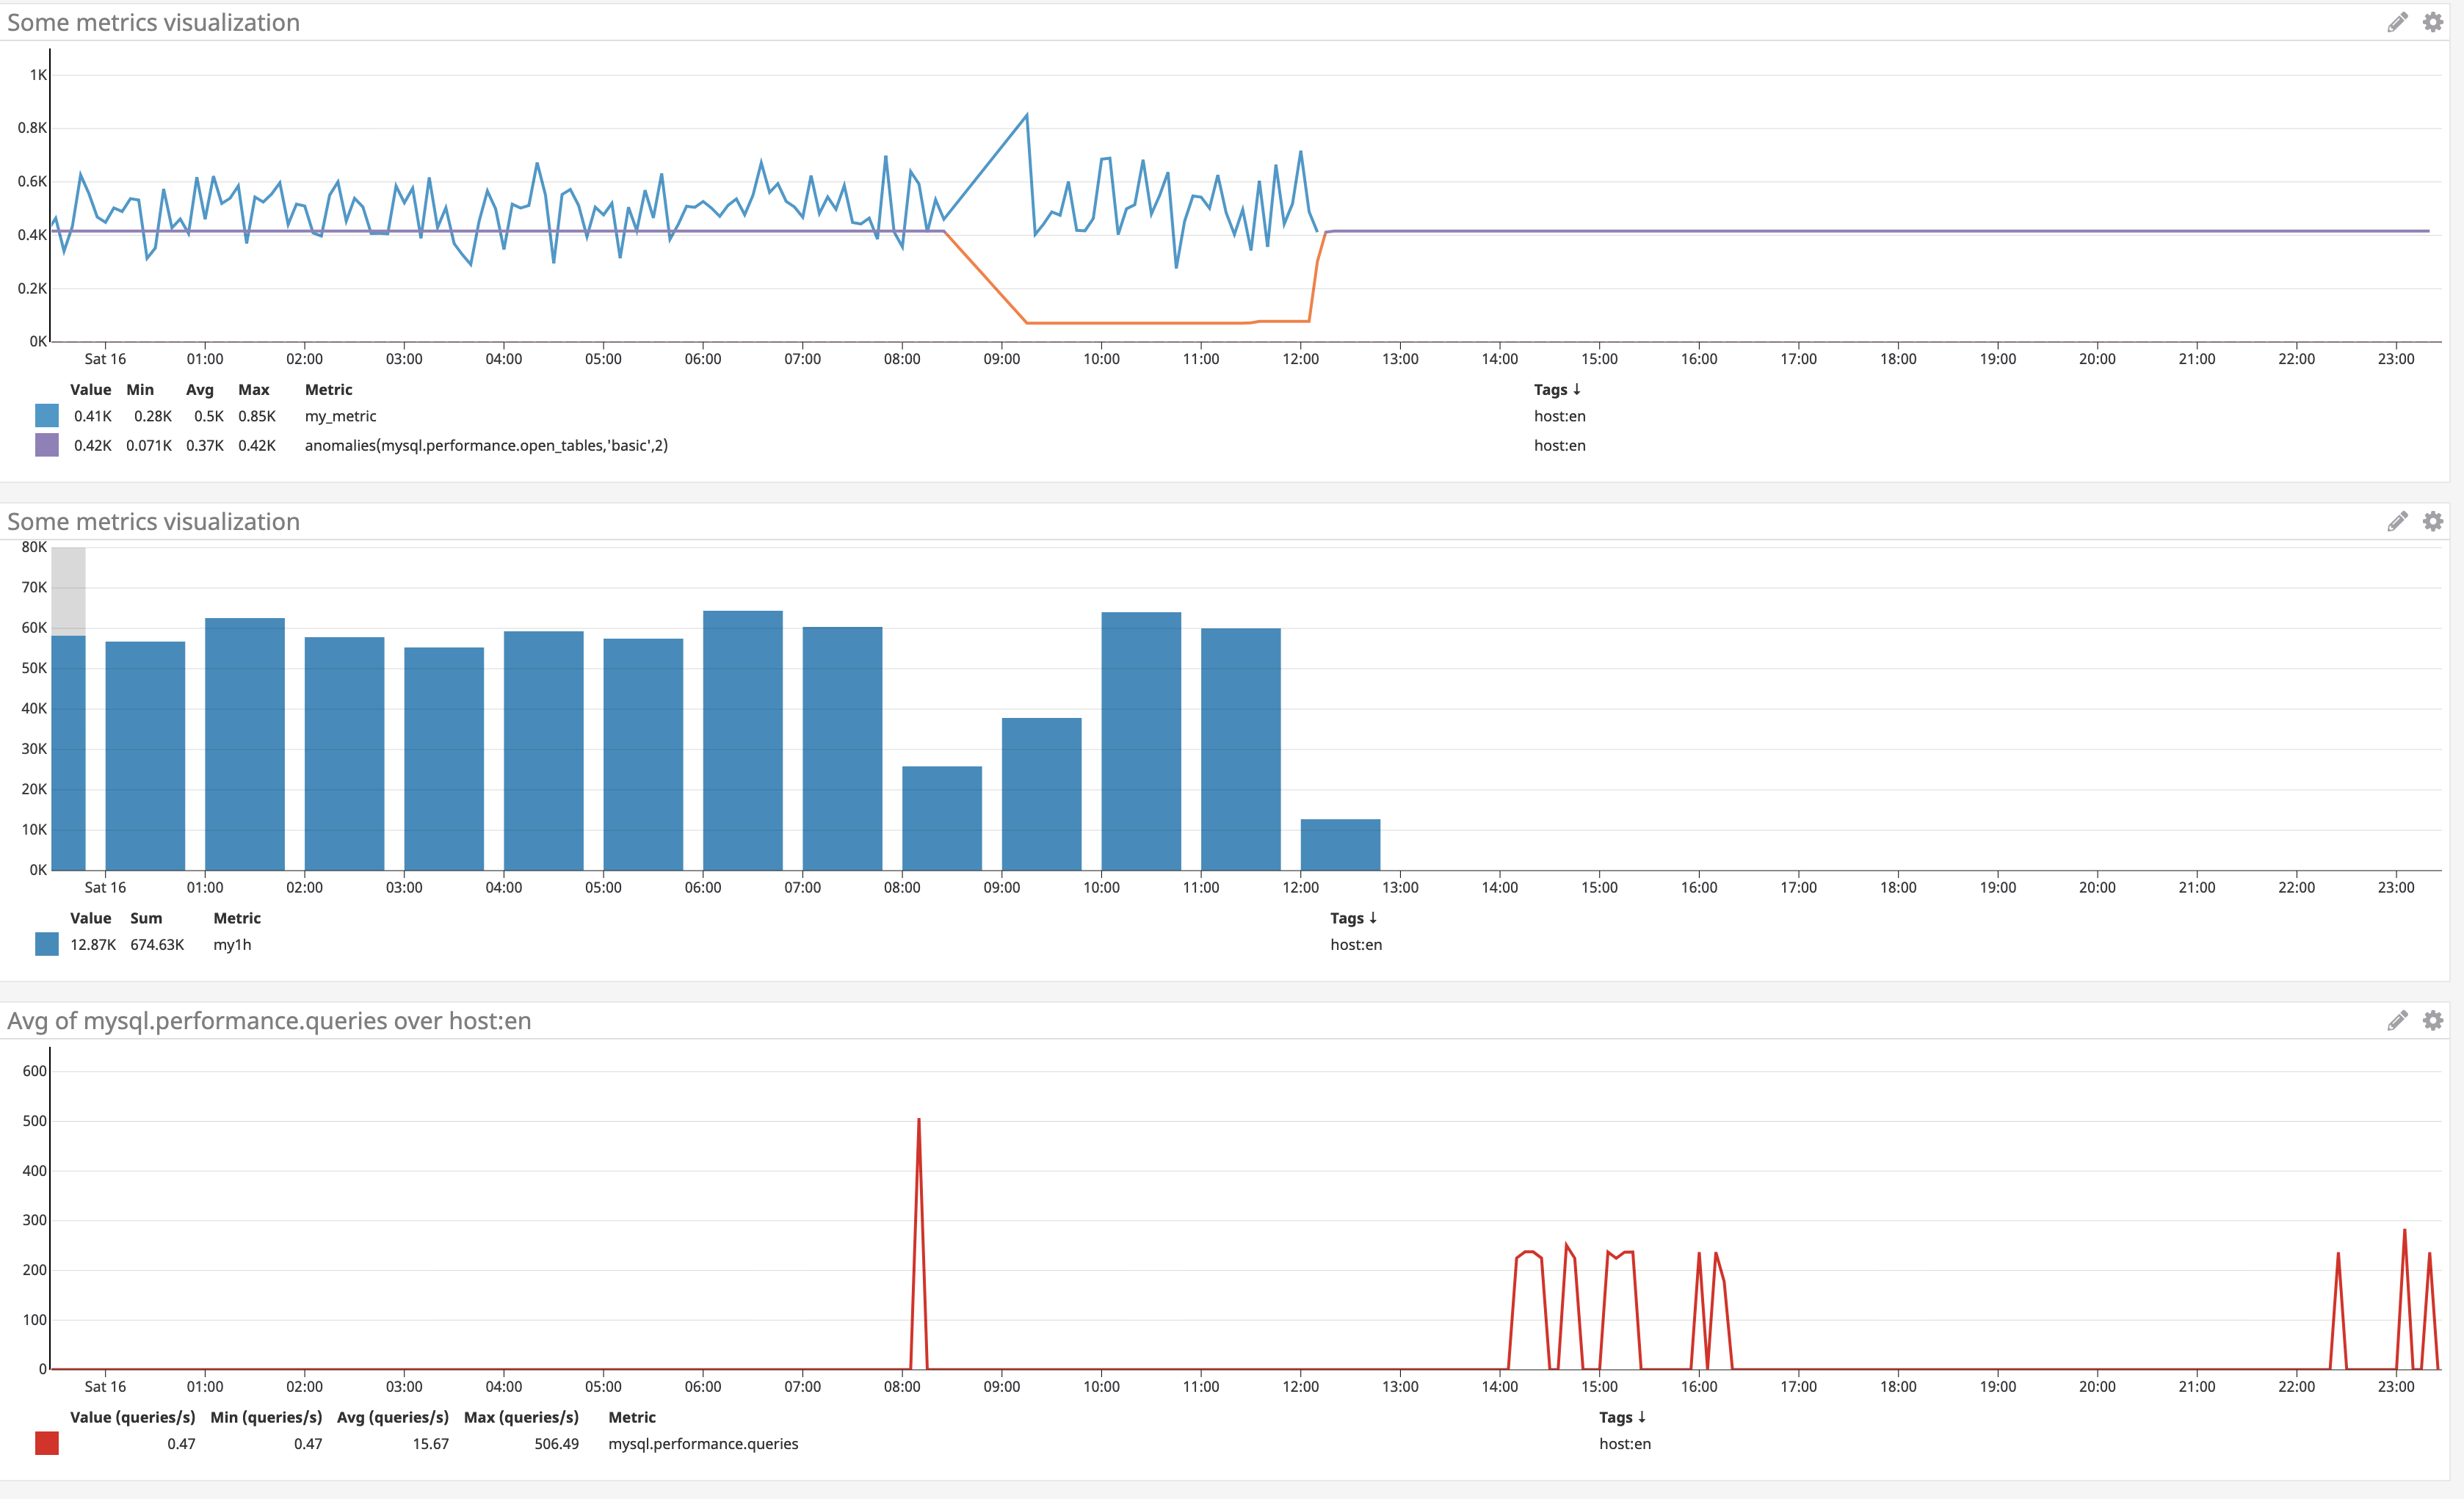 Some metrics visualization
1K
0.8K
0.6K
0.4K
0.2K
0K
Sat 16 01:00 02:00 03:00 04:00 05:00 06:00 07:00 08:00 09:00 10:00 11:00 12:00 13:00 14:00 15:00 16:00 17:00 18:00 19:00 20:00 21:00 22:00 23:00
Value Min Avg Max Metric Tags ↓
0.41K 0.28K 0.5K 0.85K my_metric host:en
0.42K 0.071K 0.37K 0.42K anomalies(mysql.performance.open_tables,'basic',2) host:en
Some metrics visualization
80K
70K
60K
50K
40K
30K
20K
10K
0K
Sat 16 01:00 02:00 03:00 04:00 05:00 06:00 07:00 08:00 09:00 10:00 11:00 12:00 13:00 14:00 15:00 16:00 17:00 18:00 19:00 20:00 21:00 22:00 23:00
Value Sum Metric Tags ↓
12.87K 674.63K my1h host:en
Avg of mysql.performance.queries over host:en
600
500
400
300
200
100
0
Sat 16 01:00 02:00 03:00 04:00 05:00 06:00 07:00 08:00 09:00 10:00 11:00 12:00 13:00 14:00 15:00 16:00 17:00 18:00 19:00 20:00 21:00 22:00 23:00
Value (queries/s) Min (queries/s) Avg (queries/s) Max (queries/s) Metric Tags ↓
0.47 0.47 15.67 506.49 mysql.performance.queries host:en